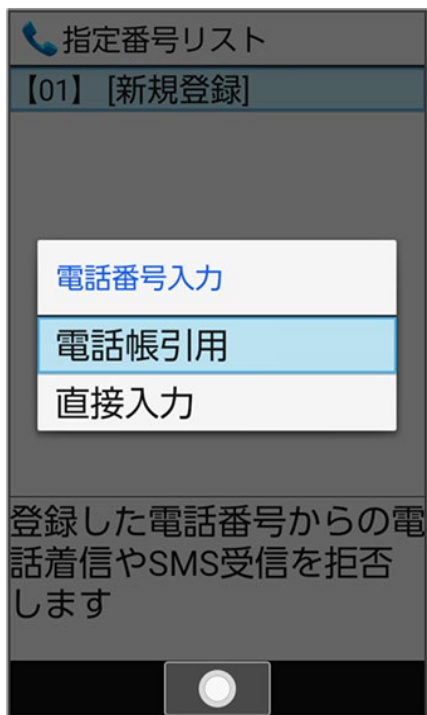 指定番号リスト
【01】 [新規登録]
電話番号入力
電話帳引用
直接入力
登録した電話番号からの電
話着信やSMS受信を拒否
します